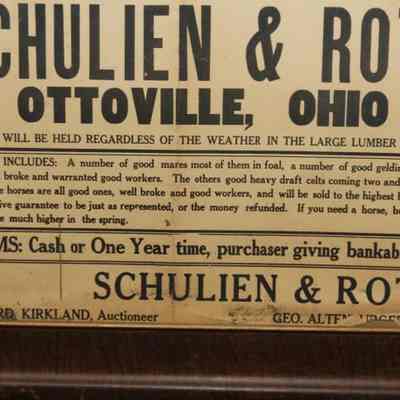 CHULIEN & ROT
OTTOVILLE, OHIO
WILL BE HELD REGARDLESS OF THE WEATHER IN THE LARGE LUMBER
INCLUDES: A number of good mares most of them in foal, a number of good geldin
broke and warranted good workers. The others good heavy draft celts coming two and
e horses are all good ones, well broke and good workers, and will be sold to the highest b
ive guarantee to be just as represented, or the money refunded. If you need a horse, b
e much higher in the spring.
MS: Cash or One Year time, purchaser giving bankab
SCHULIEN & ROT
RD, KIRKLAND, Auctioneer GEO. ALTEN,